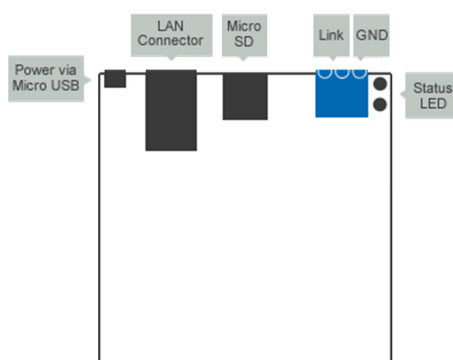 LAN
Connector
Micro
SD
Link
GND
Power via
Micro USB
Status
LED